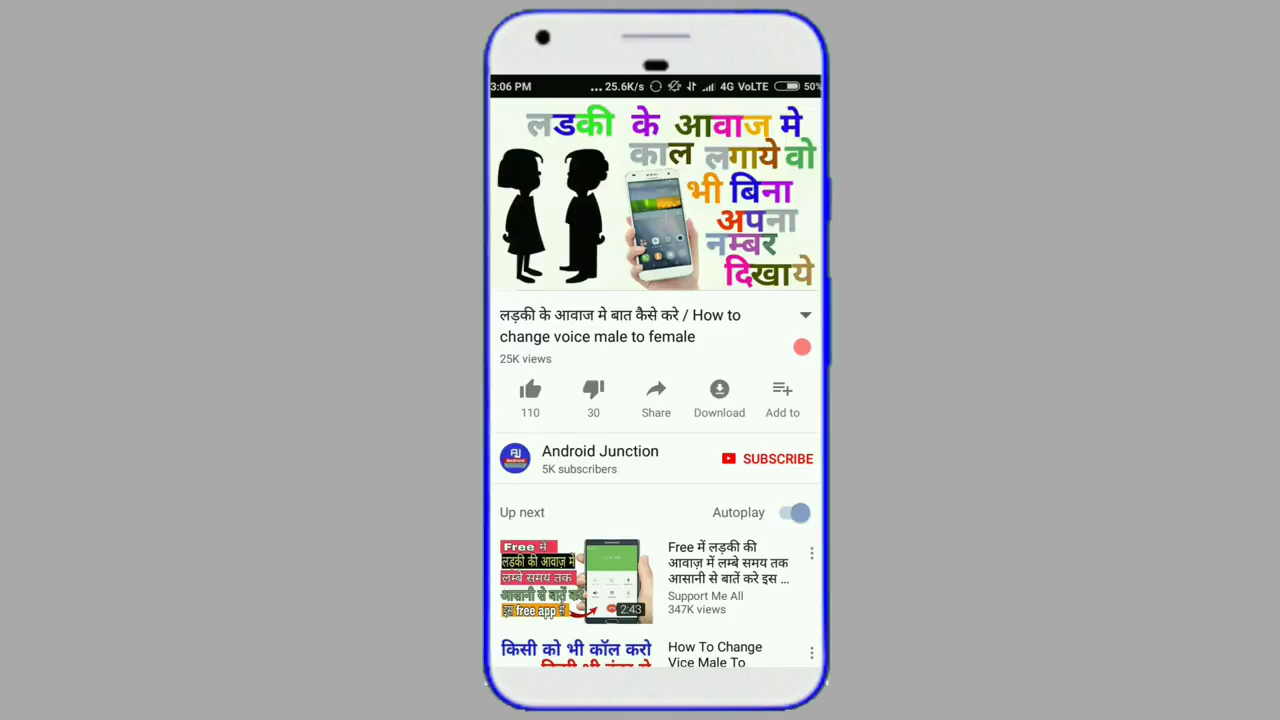 3:06 PM ... 25.6K/s 4G VoLTE 50%
लडकी के आवाज मे
काल लगाये वो
भी बिना
अपना
नम्बर
दिखाये
लड़की के आवाज मे बात कैसे करे / How to
change voice male to female
25K views
110 30 Share Download Add to
Android Junction
5K subscribers
SUBSCRIBE
Up next Autoplay
Free में
लड़की की आवाज़ में
लम्बे समय तक
आसानी से बातें करे
इस free app में
2:43
Free में लड़की की
आवाज़ में लम्बे समय तक
आसानी से बातें करे इस ...
Support Me All
347K views
किसी को भी कॉल करो
How To Change
Vice Male To